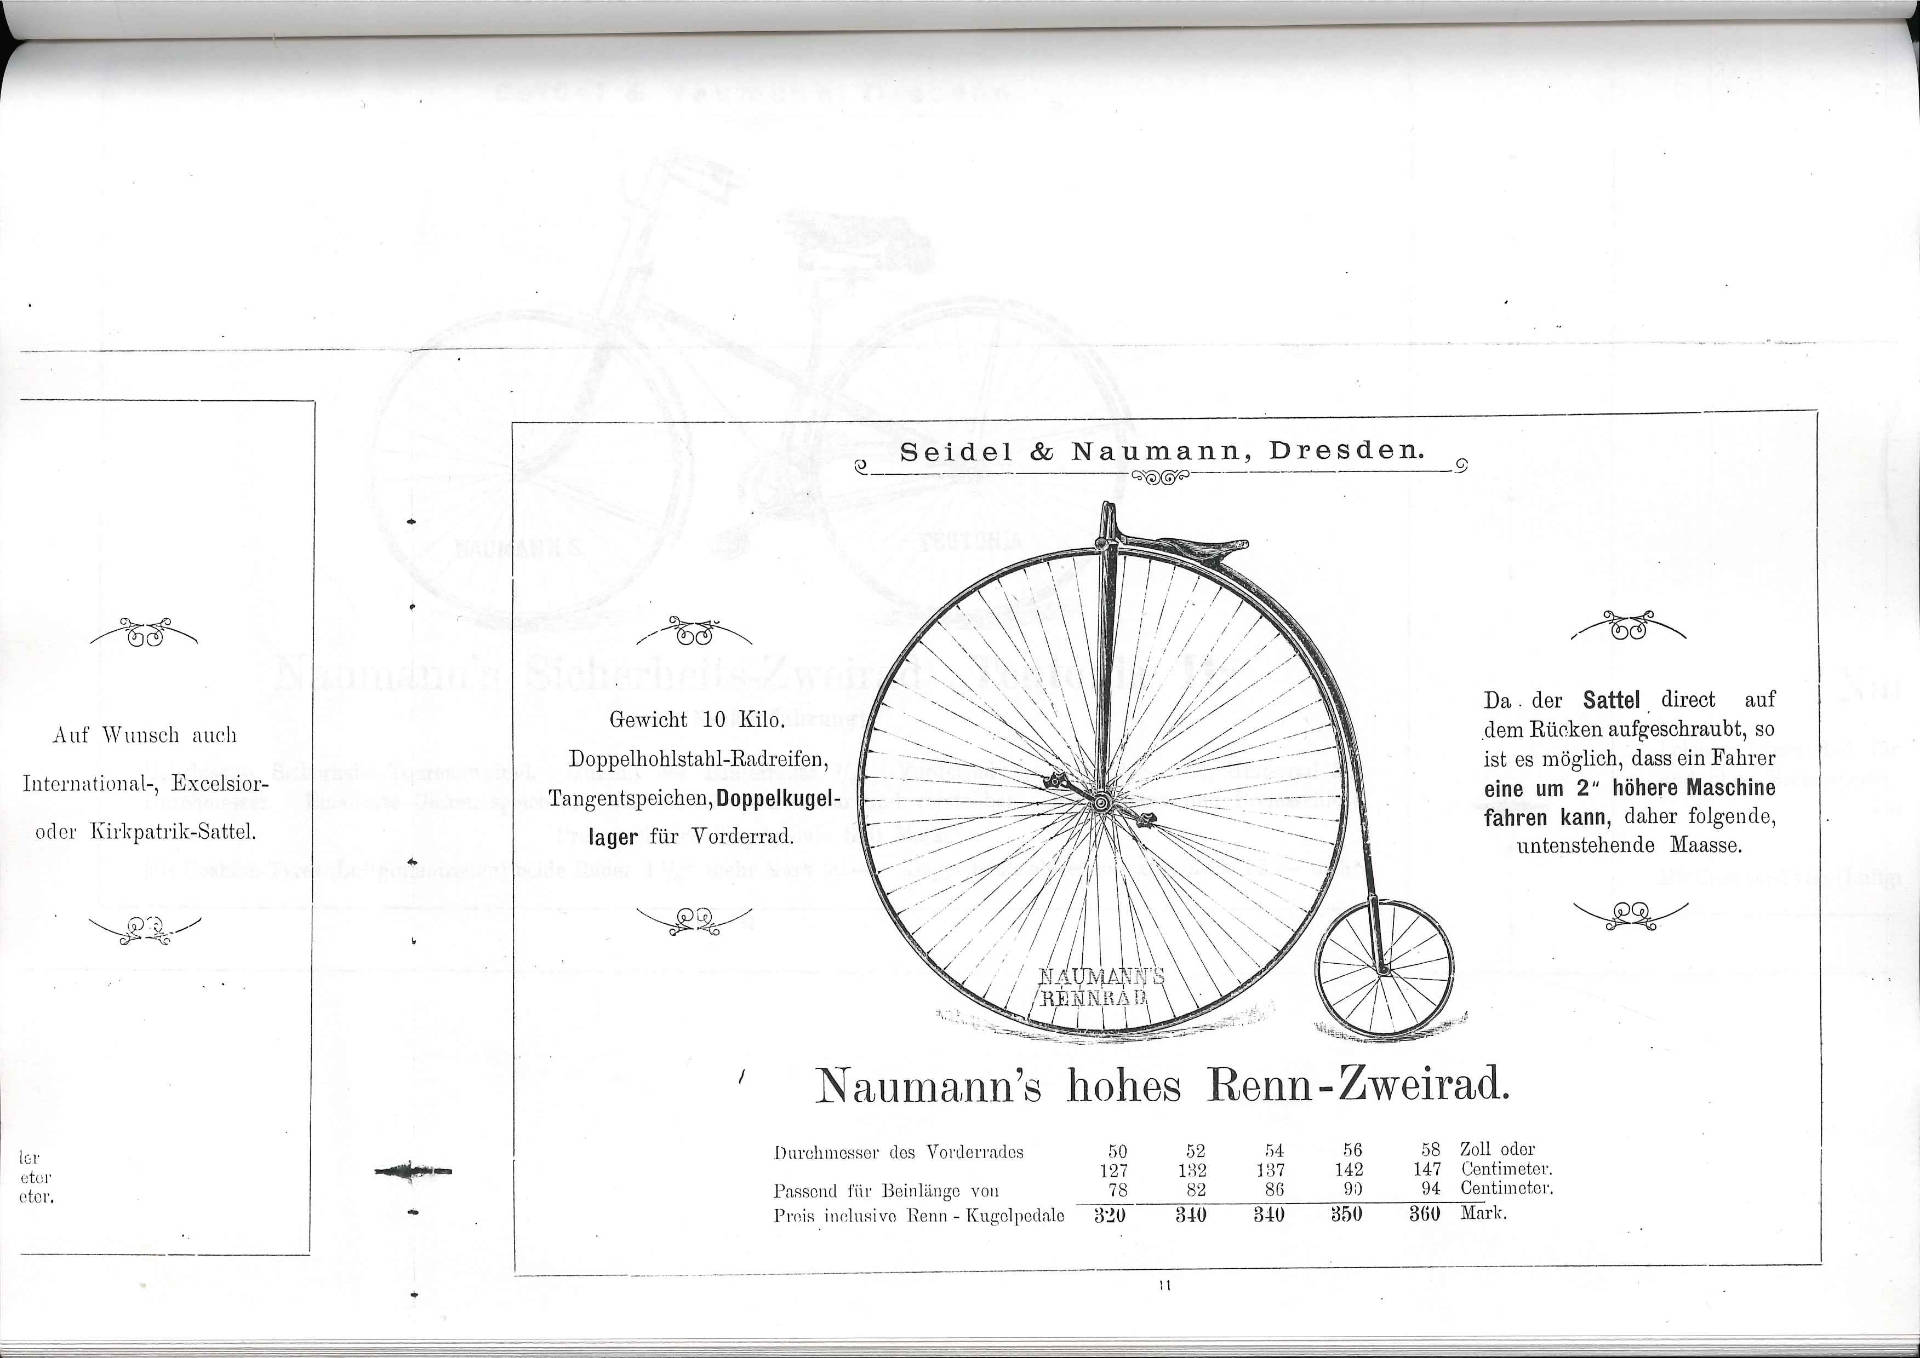 Auf Wunsch auch
International-, Excelsior-
oder Kirkpatrik-Sattel.
ler
eter
eter.
Seidel & Naumann, Dresden.
Gewicht 10 Kilo.
Doppelhohlstahl-Radreifen,
Tangentspeichen, Doppelkugel-
lager für Vorderrad.
Da der Sattel direct auf
dem Rücken aufgeschraubt, so
ist es möglich, dass ein Fahrer
eine um 2" höhere Maschine
fahren kann, daher folgende,
untenstehende Maasse.
NAUMANN'S
RENNRAD
Naumann's hohes Renn-Zweirad.
Durchmesser des Vorderrades 50 52 54 56 58 Zoll oder
127 132 137 142 147 Centimeter.
Passend für Beinlänge von 78 82 86 90 94 Centimeter.
Preis inclusive Renn-Kugelpedale 320 340 340 350 360 Mark.
11